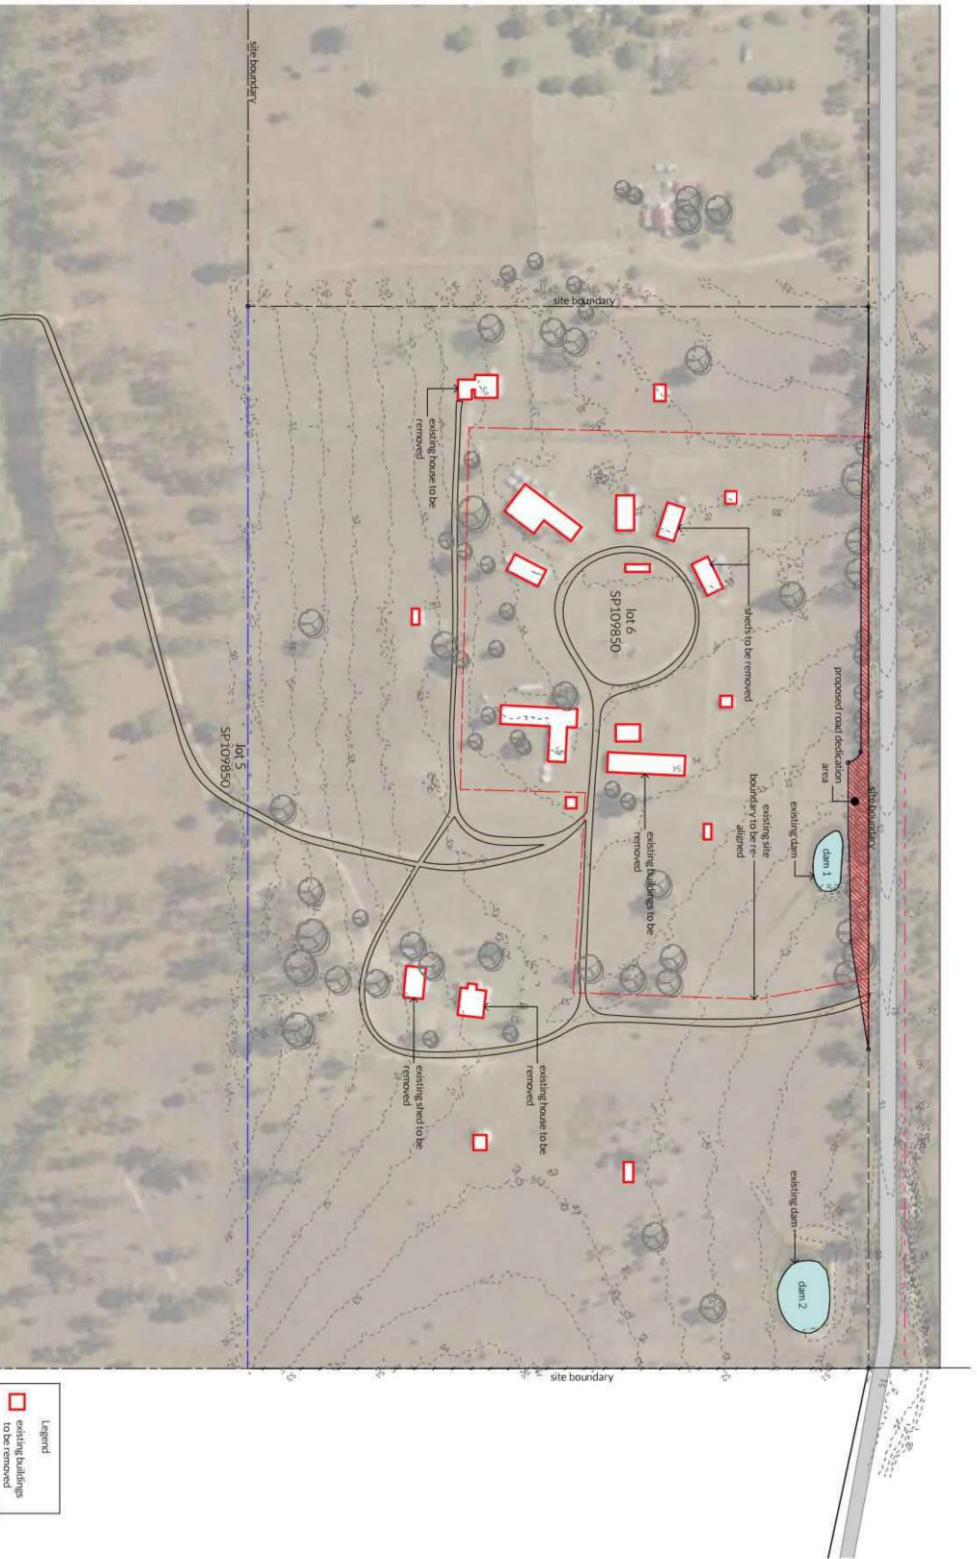 site boundary
site boundary
existing house to be
removed
lot 6
SP109850
sheds to be removed
proposed road dedication
area
site boundary
lot 5
SP109850
existing dam
dam 1
existing site
boundary to be re-
aligned
existing buildings to be
removed
existing house to be
removed
existing shed to be
removed
existing dam
dam 2
site boundary
Legend
existing buildings
to be removed